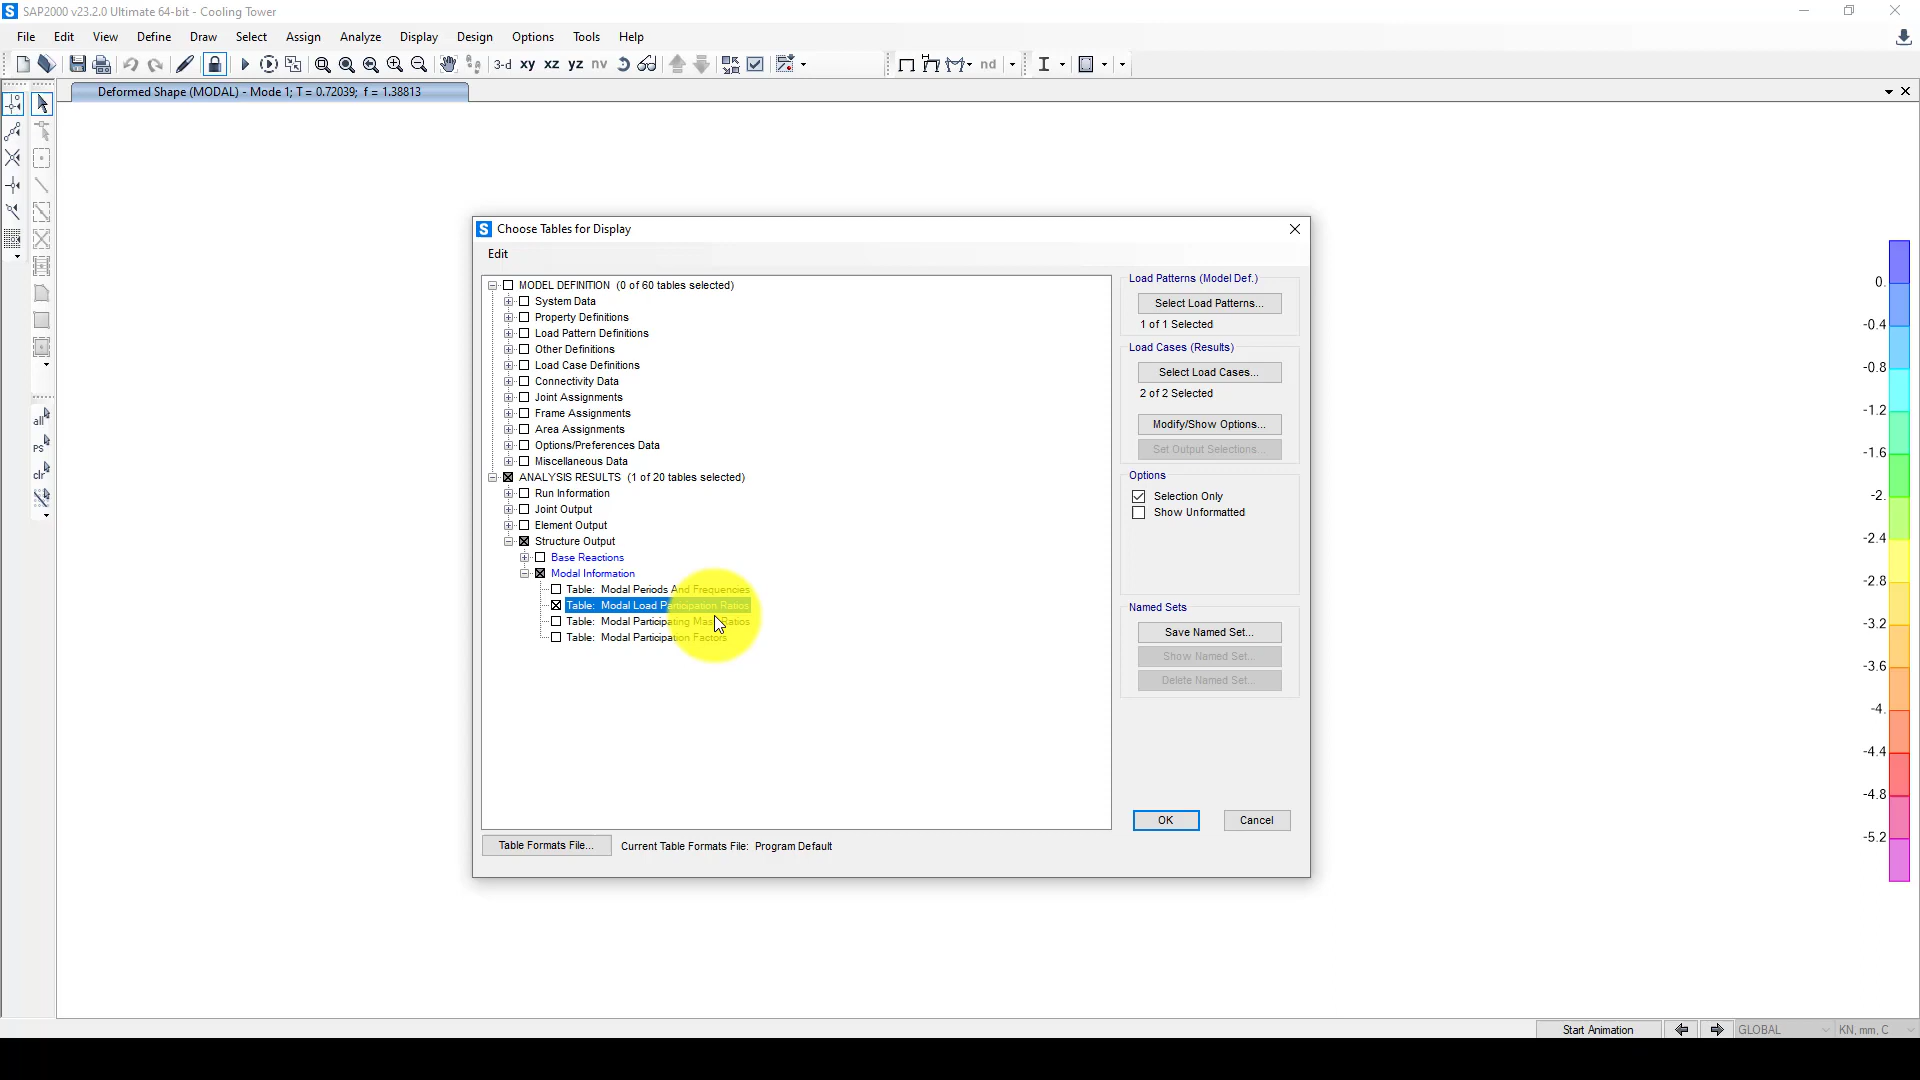 SAP2000 v23.2.0 Ultimate 64-bit - Cooling Tower
File Edit View Define Draw Select Assign Analyze Display Design Options Tools Help
3-d xy xz yz nv nd
Deformed Shape (MODAL) - Mode 1; T = 0.72039; f = 1.38813
all
PS
clr
Choose Tables for Display
Edit
MODEL DEFINITION (0 of 60 tables selected)
System Data
Property Definitions
Load Pattern Definitions
Other Definitions
Load Case Definitions
Connectivity Data
Joint Assignments
Frame Assignments
Area Assignments
Options/Preferences Data
Miscellaneous Data
ANALYSIS RESULTS (1 of 20 tables selected)
Run Information
Joint Output
Element Output
Structure Output
Base Reactions
Modal Information
Table: Modal Periods And Frequencies
Table: Modal Load Participation Ratios
Table: Modal Participating Mass Ratios
Table: Modal Participation Factors
Load Patterns (Model Def.)
Select Load Patterns...
1 of 1 Selected
Load Cases (Results)
Select Load Cases...
2 of 2 Selected
Modify/Show Options...
Set Output Selections...
Options
Selection Only
Show Unformatted
Named Sets
Save Named Set...
Show Named Set...
Delete Named Set...
OK Cancel
Table Formats File... Current Table Formats File: Program Default
0.
-0.4
-0.8
-1.2
-1.6
-2.
-2.4
-2.8
-3.2
-3.6
-4.
-4.4
-4.8
-5.2
Start Animation GLOBAL KN, mm, C